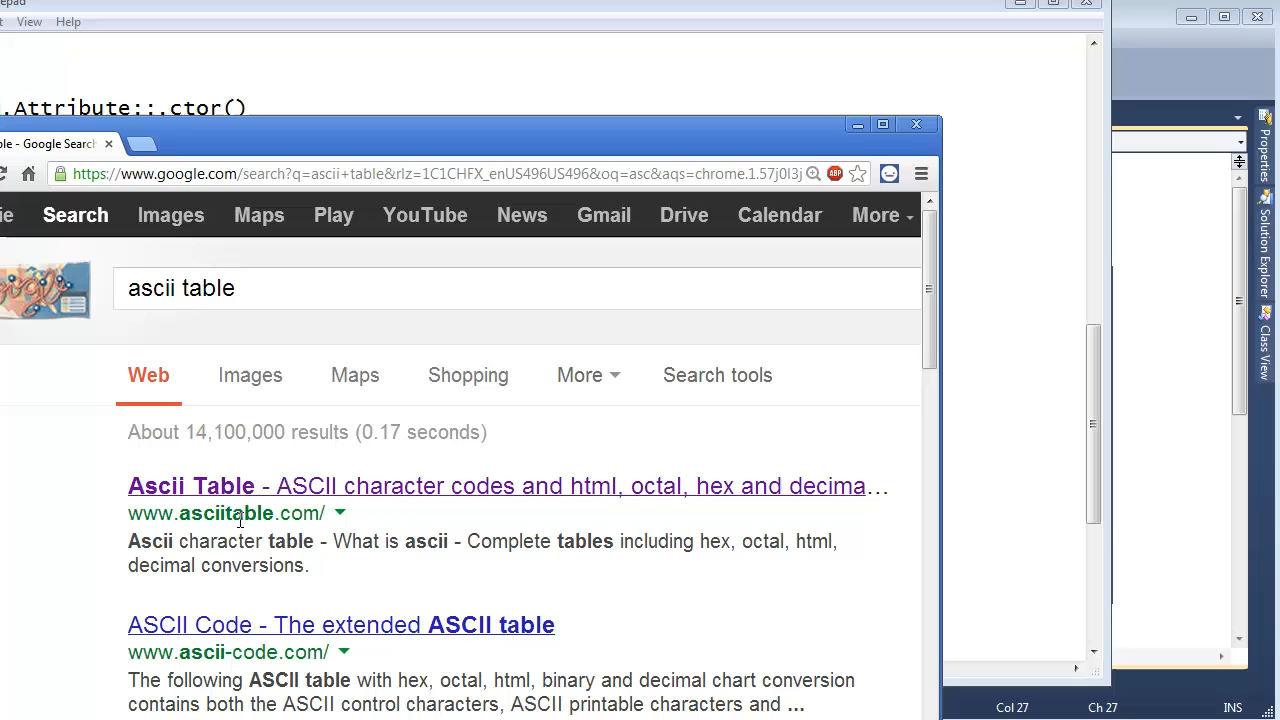 epad
t View Help
.Attribute::.ctor()
ble - Google Search
https://www.google.com/search?q=ascii+table&rlz=1C1CHFX_enUS496US496&oq=asc&aqs=chrome.1.57j0l3j
ie Search Images Maps Play YouTube News Gmail Drive Calendar More
ascii table
Web Images Maps Shopping More Search tools
About 14,100,000 results (0.17 seconds)
Ascii Table - ASCII character codes and html, octal, hex and decima…
www.asciitable.com/
Ascii character table - What is ascii - Complete tables including hex, octal, html,
decimal conversions.
ASCII Code - The extended ASCII table
www.ascii-code.com/
The following ASCII table with hex, octal, html, binary and decimal chart conversion
contains both the ASCII control characters, ASCII printable characters and ...
Properties
Solution Explorer
Class View
Col 27 Ch 27 INS